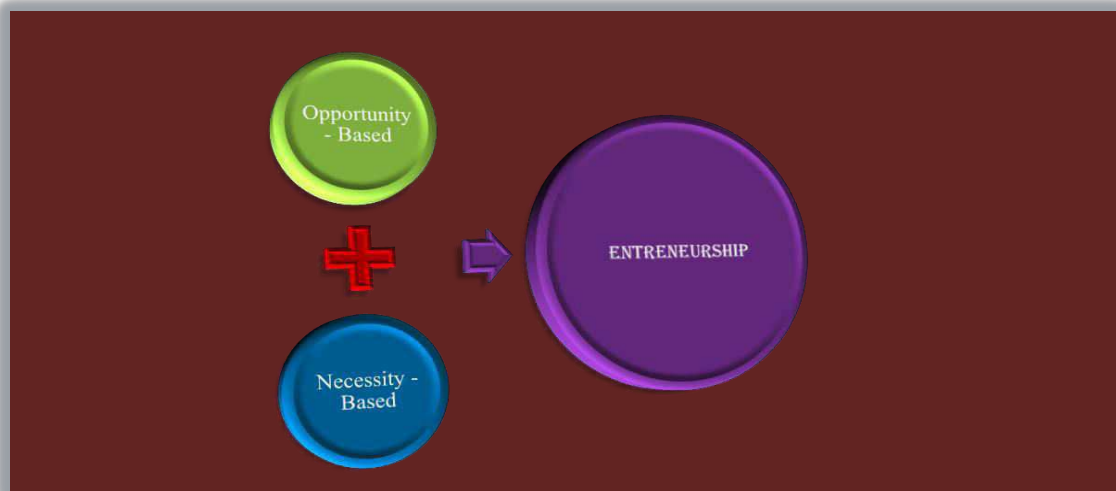 Opportunity
- Based
ENTRENEURSHIP
Necessity -
Based